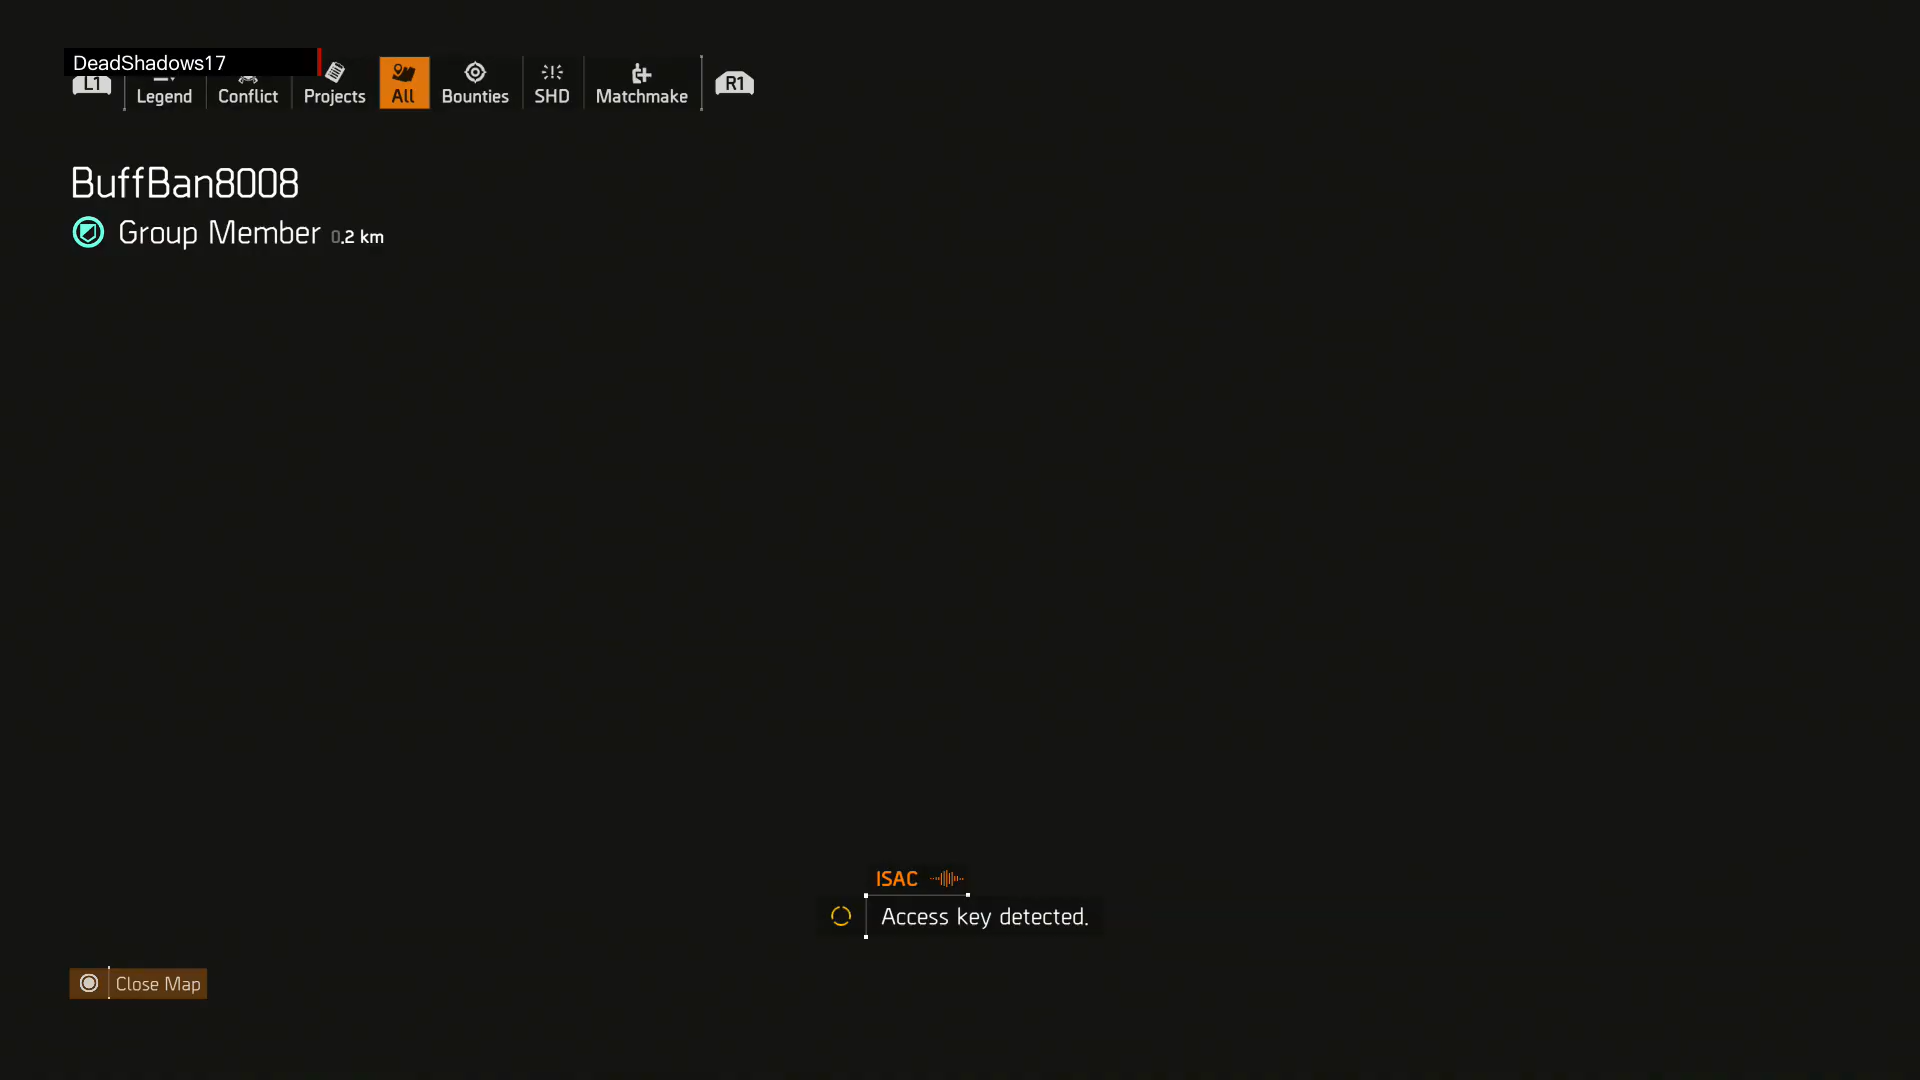 DeadShadows17
L1 Legend Conflict Projects All Bounties SHD Matchmake R1
BuffBan8008
Group Member 0.2 km
ISAC
Access key detected.
Close Map